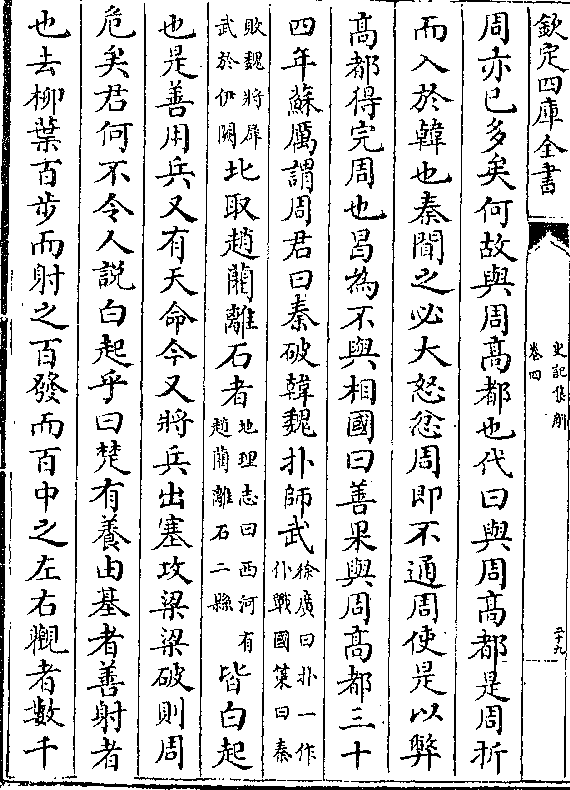 欽定四庫全書
史記集解
卷四
二十九
周亦已多矣何故與周髙都也代曰與周髙都是周折
而入於韓也秦聞之必大怒忿周即不通周使是以弊
髙都得完周也曷為不與相國曰善果與周髙都三十
四年蘇厲謂周君曰秦破韓魏扑師武徐廣曰扑一作仆戰國策曰秦
敗魏將犀武於伊闕北取趙藺離石者地理志曰西河有趙藺離石二縣皆白起
也是善用兵又有天命今又將兵出塞攻梁梁破則周
危矣君何不令人說白起乎曰楚有養由基者善射者
也去柳葉百步而射之百發而百中之左右觀者數千